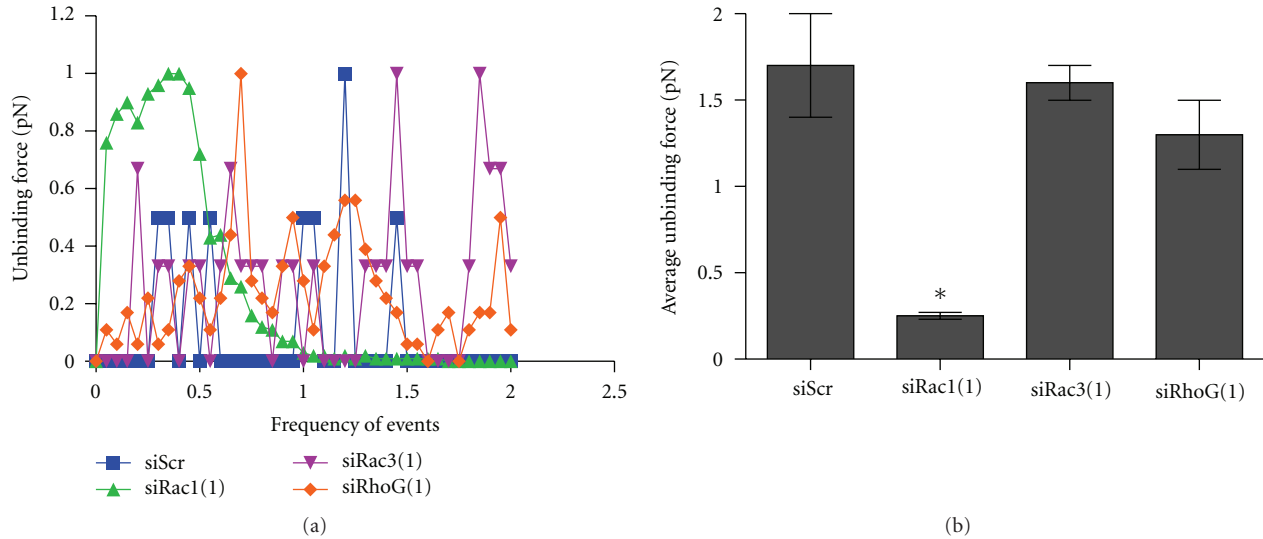 1.2
1
0.8
0.6
0.4
0.2
0
Unbinding force (pN)
0 0.5 1 1.5 2 2.5
Frequency of events
siScr
siRac1(1)
siRac3(1)
siRhoG(1)
(a)
2
1.5
1
0.5
0
Average unbinding force (pN)
*
siScr siRac1(1) siRac3(1) siRhoG(1)
(b)